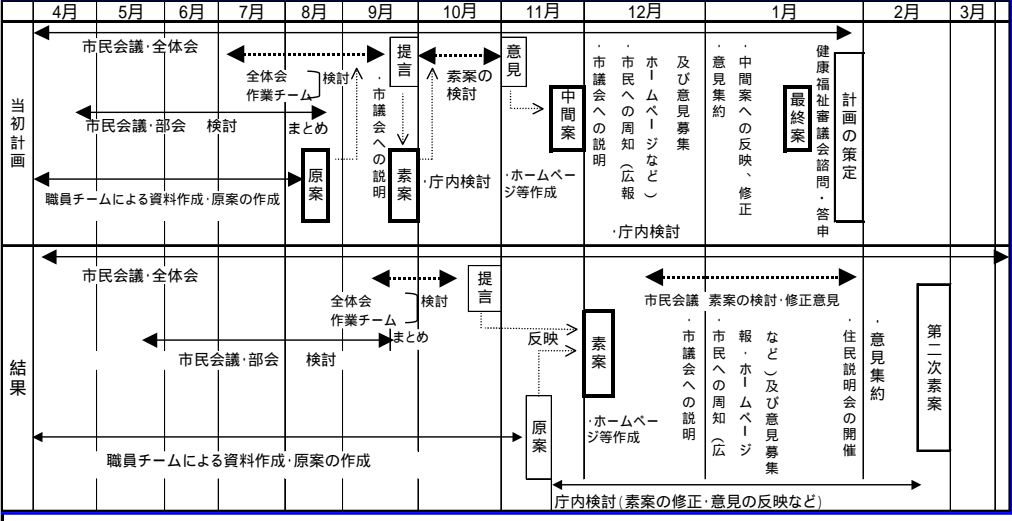 4月 5月 6月 7月 8月 9月 10月 11月 12月 1月 2月 3月
当初計画
市民会議・全体会
全体会
作業チーム
検討
市民会議・部会 検討
まとめ
職員チームによる資料作成・原案の作成
原案
・市議会への説明
提言
素案
素案の
検討
・庁内検討
意見
・ホームペー
ジ等作成
中間案
・市議会への説明
・市民への周知(広報
ホームページなど)
及び意見募集
・庁内検討
・意見集約
・中間案への反映、修正
最終案
健康福祉審議会諮問・答申
計画の策定
結果
市民会議・全体会
全体会
作業チーム
検討
まとめ
市民会議・部会 検討
職員チームによる資料作成・原案の作成
提言
反映
原案
素案
・ホームペー
ジ等作成
市民会議 素案の検討・修正意見
・市議会への説明
・市民への周知(広
報・ホームページ
など)及び意見募集
・住民説明会の開催
・意見集約
第二次素案
庁内検討(素案の修正・意見の反映など)